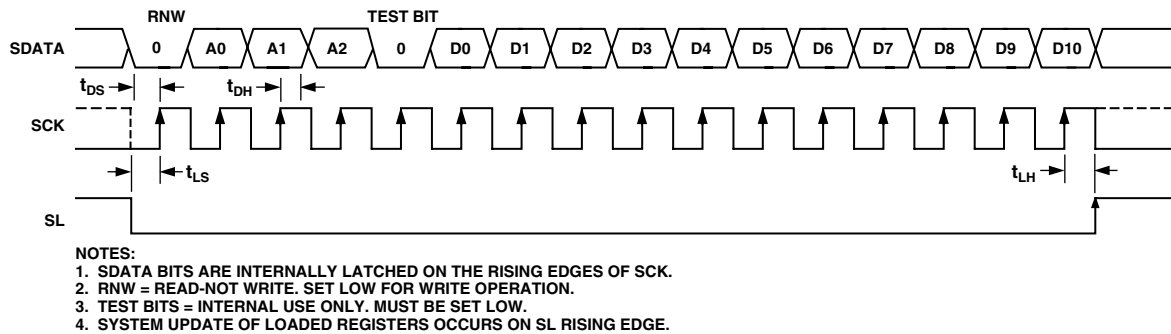 RNW TEST BIT
SDATA 0 A0 A1 A2 0 D0 D1 D2 D3 D4 D5 D6 D7 D8 D9 D10
tDS tDH
SCK
tLS tLH
SL
NOTES:
1. SDATA BITS ARE INTERNALLY LATCHED ON THE RISING EDGES OF SCK.
2. RNW = READ-NOT WRITE. SET LOW FOR WRITE OPERATION.
3. TEST BITS = INTERNAL USE ONLY. MUST BE SET LOW.
4. SYSTEM UPDATE OF LOADED REGISTERS OCCURS ON SL RISING EDGE.